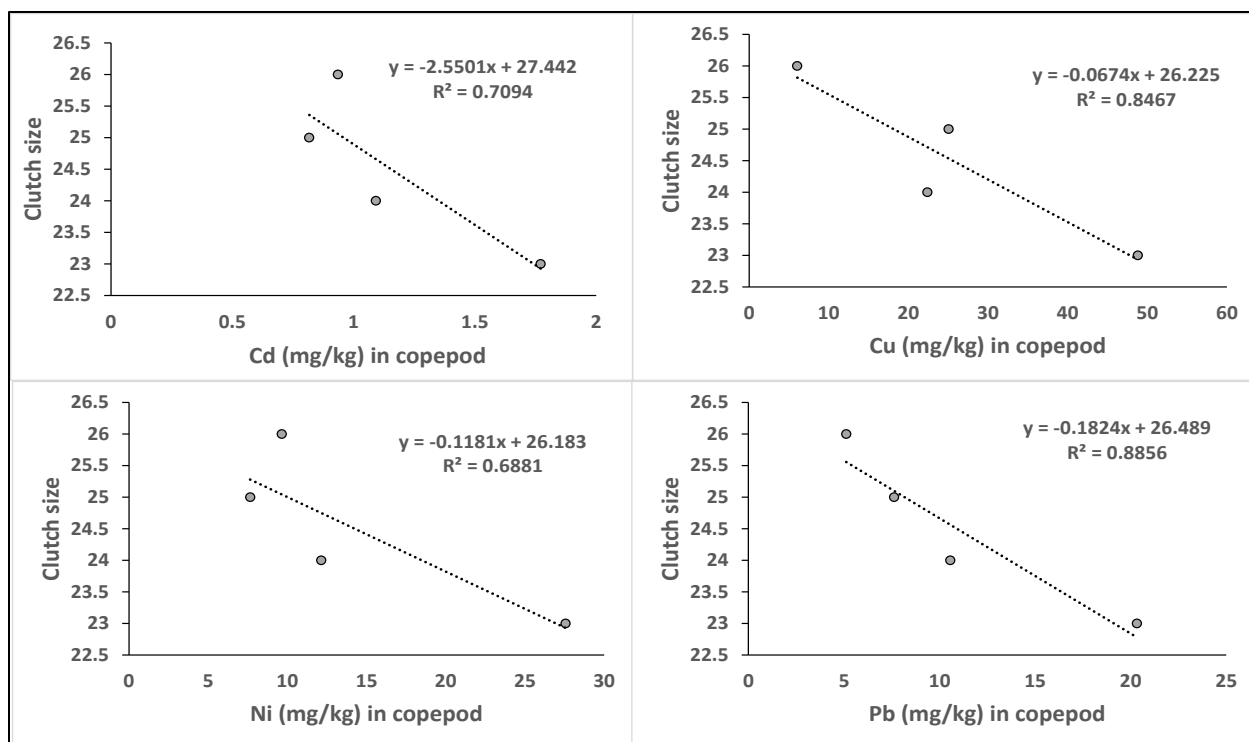 26.5
26
25.5
25
24.5
24
23.5
23
22.5
Clutch size
y = -2.5501x + 27.442
R² = 0.7094
0 0.5 1 1.5 2
Cd (mg/kg) in copepod
26.5
26
25.5
25
24.5
24
23.5
23
22.5
Clutch size
y = -0.0674x + 26.225
R² = 0.8467
0 10 20 30 40 50 60
Cu (mg/kg) in copepod
26.5
26
25.5
25
24.5
24
23.5
23
22.5
Clutch size
y = -0.1181x + 26.183
R² = 0.6881
0 5 10 15 20 25 30
Ni (mg/kg) in copepod
26.5
26
25.5
25
24.5
24
23.5
23
22.5
Clutch size
y = -0.1824x + 26.489
R² = 0.8856
0 5 10 15 20 25
Pb (mg/kg) in copepod